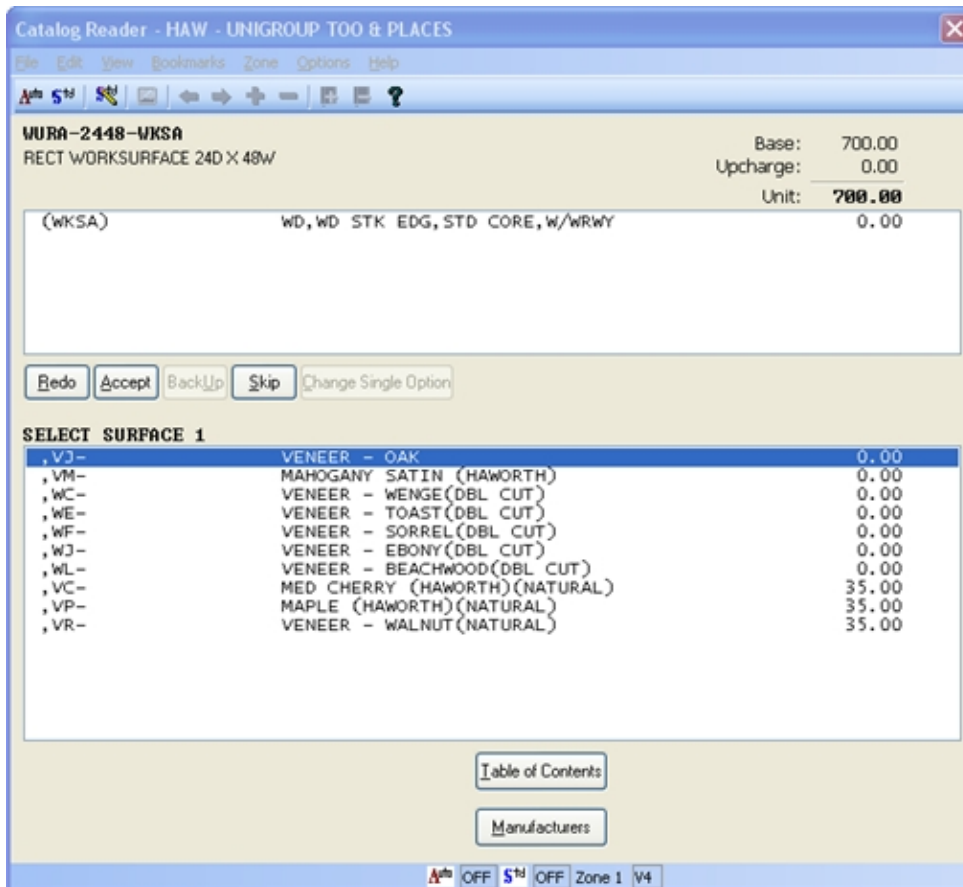 Catalog Reader - HAW - UNIGROUP TOO & PLACES
File Edit View Bookmarks Zone Options Help
Auto Std ?
WURA-2448-WKSA
RECT WORKSURFACE 24D X 48W
Base: 700.00
Upcharge: 0.00
Unit: 700.00
(WKSA) WD,WD STK EDG,STD CORE,W/WRWY 0.00
Redo Accept BackUp Skip Change Single Option
SELECT SURFACE 1
,VJ- VENEER - OAK 0.00
,VM- MAHOGANY SATIN (HAWORTH) 0.00
,WC- VENEER - WENGE(DBL CUT) 0.00
,WE- VENEER - TOAST(DBL CUT) 0.00
,WF- VENEER - SORREL(DBL CUT) 0.00
,WJ- VENEER - EBONY(DBL CUT) 0.00
,WL- VENEER - BEACHWOOD(DBL CUT) 0.00
,VC- MED CHERRY (HAWORTH)(NATURAL) 35.00
,VP- MAPLE (HAWORTH)(NATURAL) 35.00
,VR- VENEER - WALNUT(NATURAL) 35.00
Table of Contents
Manufacturers
Auto OFF Std OFF Zone 1 V4